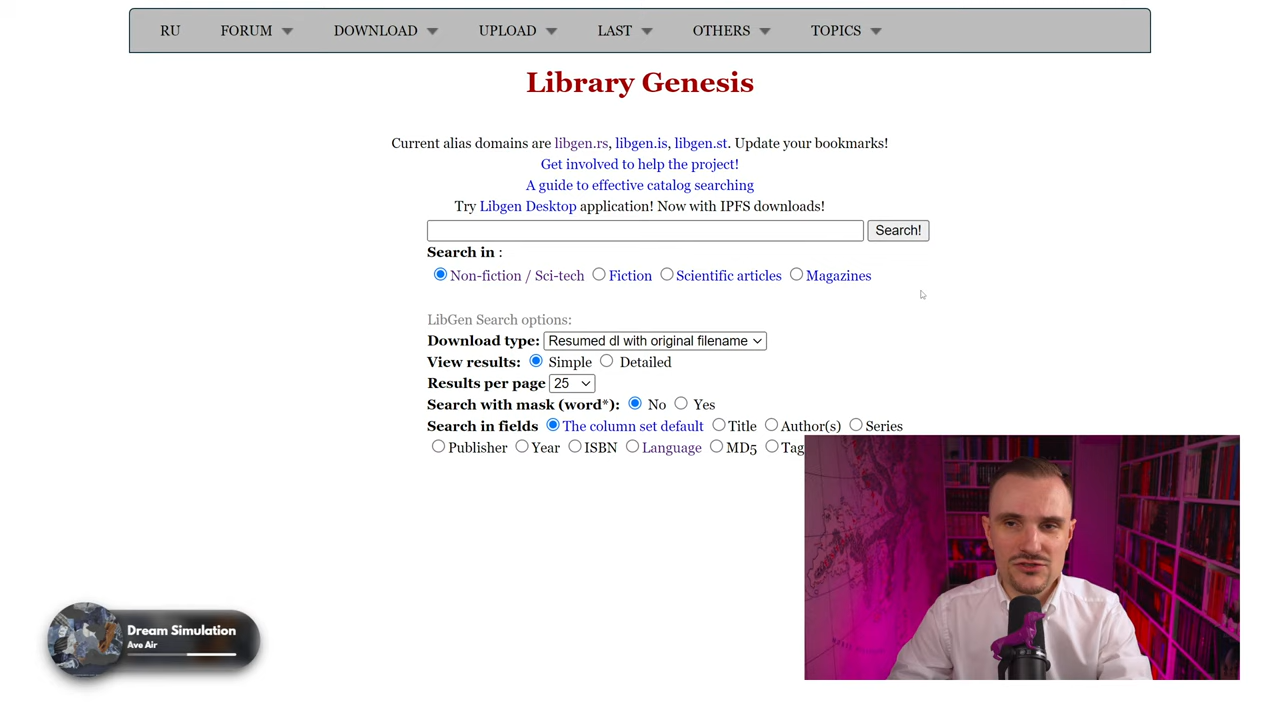 RU FORUM DOWNLOAD UPLOAD LAST OTHERS TOPICS
Library Genesis
Current alias domains are libgen.rs, libgen.is, libgen.st. Update your bookmarks!
Get involved to help the project!
A guide to effective catalog searching
Try Libgen Desktop application! Now with IPFS downloads!
Search!
Search in :
Non-fiction / Sci-tech Fiction Scientific articles Magazines
LibGen Search options:
Download type: Resumed dl with original filename
View results: Simple Detailed
Results per page 25
Search with mask (word*): No Yes
Search in fields The column set default Title Author(s) Series
Publisher Year ISBN Language MD5 Tag
Dream Simulation
Ave Air